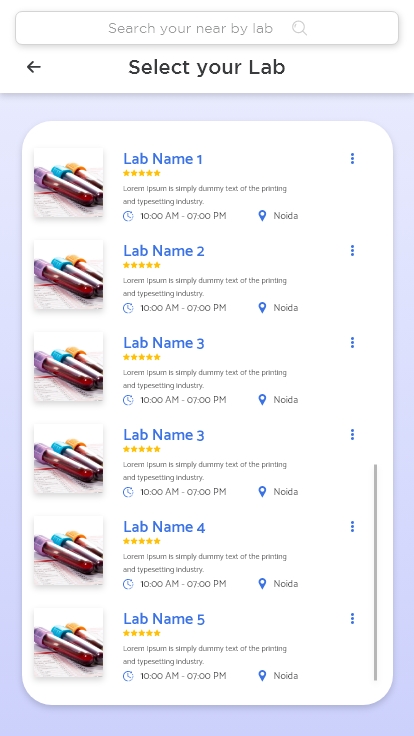 Search your near by lab
Select your Lab
Lab Name 1
Lorem Ipsum is simply dummy text of the printing
and typesetting industry.
10:00 AM - 07:00 PM Noida
Lab Name 2
Lorem Ipsum is simply dummy text of the printing
and typesetting industry.
10:00 AM - 07:00 PM Noida
Lab Name 3
Lorem Ipsum is simply dummy text of the printing
and typesetting industry.
10:00 AM - 07:00 PM Noida
Lab Name 3
Lorem Ipsum is simply dummy text of the printing
and typesetting industry.
10:00 AM - 07:00 PM Noida
Lab Name 4
Lorem Ipsum is simply dummy text of the printing
and typesetting industry.
10:00 AM - 07:00 PM Noida
Lab Name 5
Lorem Ipsum is simply dummy text of the printing
and typesetting industry.
10:00 AM - 07:00 PM Noida